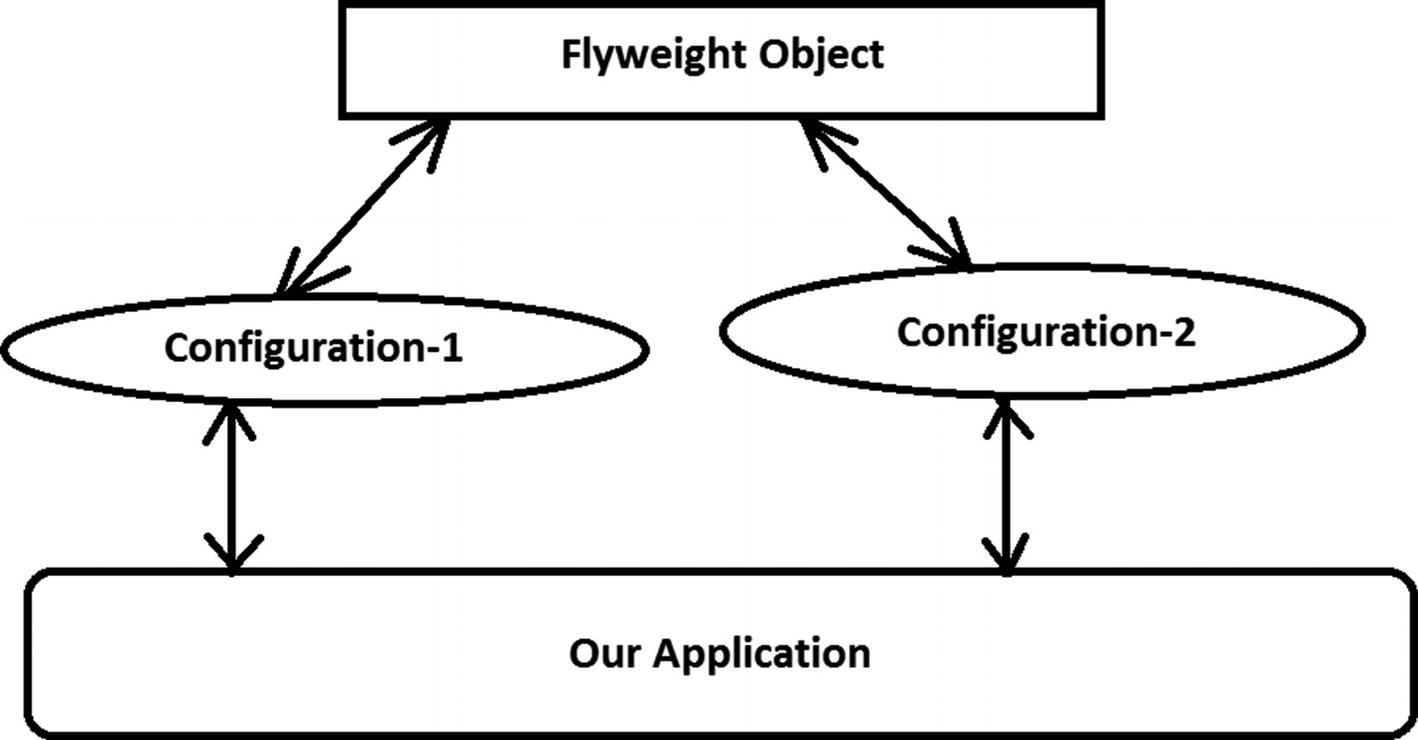 Flyweight Object
Configuration-1
Configuration-2
Our Application